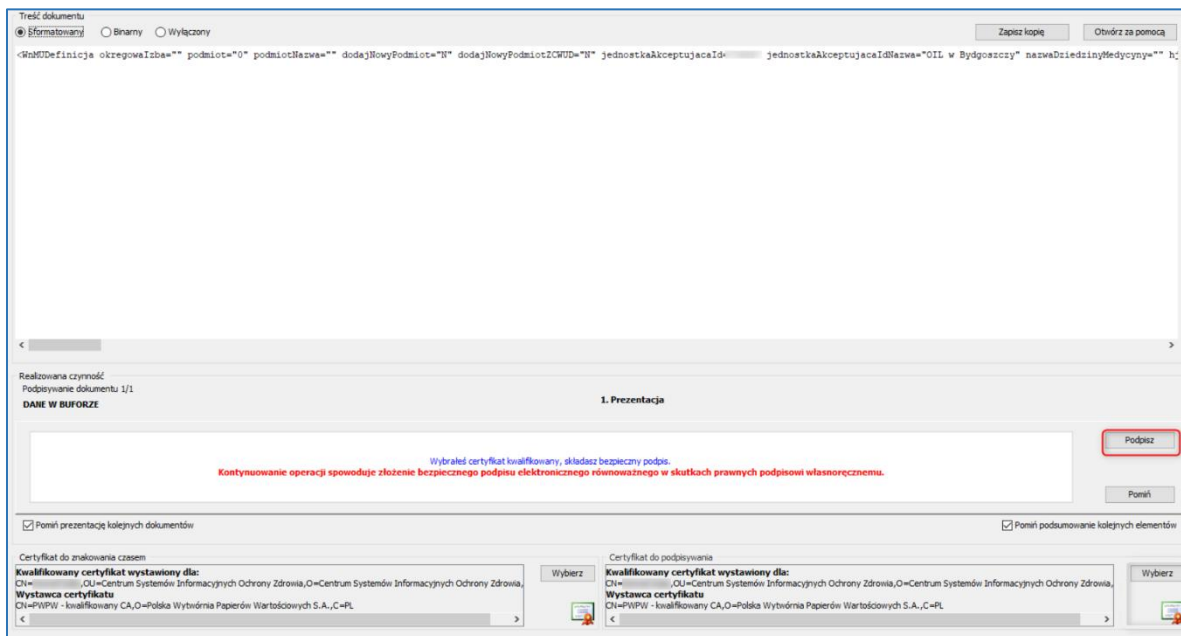 Treść dokumentu
Sformatowany Binarny Wyłączony Zapisz kopię Otwórz za pomocą
<WnMUDefinicja okregowaIzba="" podmiot="0" podmiotNazwa="" dodajNowyPodmiot="N" dodajNowyPodmiotZCWUD="N" jednostkaAkceptujacaId= jednostkaAkceptujacaIdNazwa="OIL w Bydgoszczy" nazwaDziedzinyMedycyny="" hj
Realizowana czynność
Podpisywanie dokumentu 1/1
DANE W BUFORZE
1. Prezentacja
Podpisz
Wybrałeś certyfikat kwalifikowany, składasz bezpieczny podpis.
Kontynuowanie operacji spowoduje złożenie bezpiecznego podpisu elektronicznego równoważnego w skutkach prawnych podpisowi własnoręcznemu.
Pomiń
Pomiń prezentację kolejnych dokumentów Pomiń podsumowanie kolejnych elementów
Certyfikat do znakowania czasem
Kwalifikowany certyfikat wystawiony dla: Wybierz
CN= ,OU=Centrum Systemów Informacyjnych Ochrony Zdrowia,O=Centrum Systemów Informacyjnych Ochrony Zdrowia,
Wystawca certyfikatu
CN=PWPW - kwalifikowany CA,O=Polska Wytwórnia Papierów Wartościowych S.A.,C=PL
Certyfikat do podpisywania
Kwalifikowany certyfikat wystawiony dla: Wybierz
CN= ,OU=Centrum Systemów Informacyjnych Ochrony Zdrowia,O=Centrum Systemów Informacyjnych Ochrony Zdrowia,
Wystawca certyfikatu
CN=PWPW - kwalifikowany CA,O=Polska Wytwórnia Papierów Wartościowych S.A.,C=PL